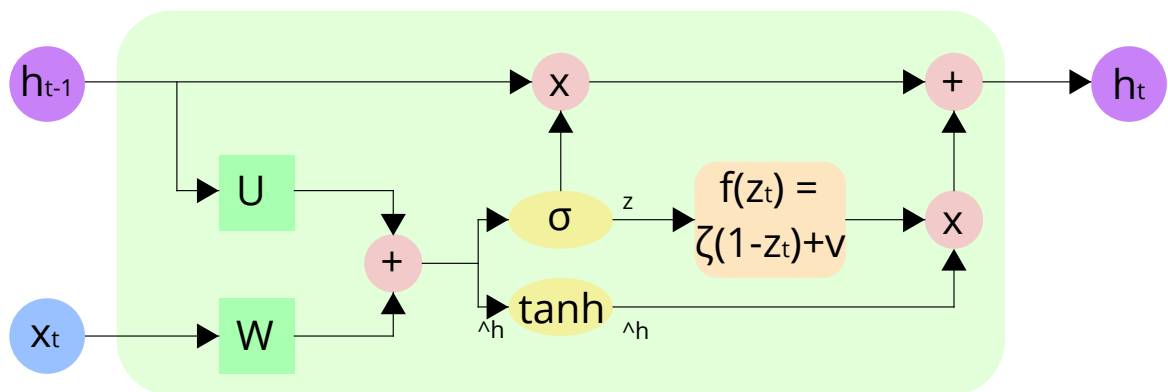 ht-1
x
+
ht
U
σ
z
f(zt) =
ζ(1-zt)+v
x
+
xt
W
tanh
^h
^h